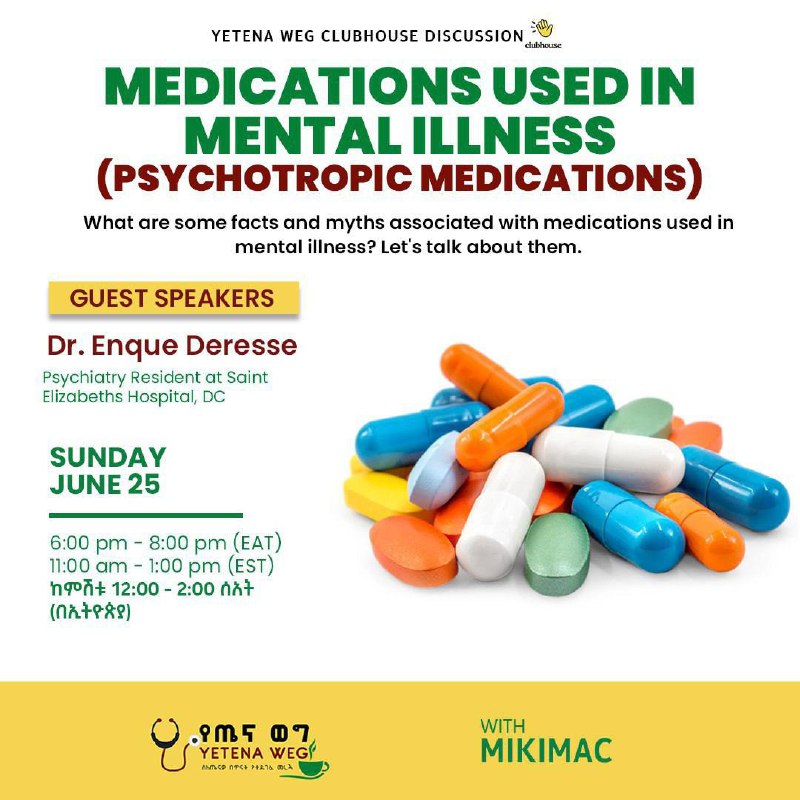 YETENA WEG CLUBHOUSE DISCUSSION
clubhouse
MEDICATIONS USED IN
MENTAL ILLNESS
(PSYCHOTROPIC MEDICATIONS)
What are some facts and myths associated with medications used in
mental illness? Let's talk about them.
GUEST SPEAKERS
Dr. Enque Deresse
Psychiatry Resident at Saint
Elizabeths Hospital, DC
SUNDAY
JUNE 25
6:00 pm - 8:00 pm (EAT)
11:00 am - 1:00 pm (EST)
ከምሽቱ 12:00 - 2:00 ሰአት
(በኢትዮጵያ)
የጤና ወግ
YETENA WEG
WITH
MIKIMAC